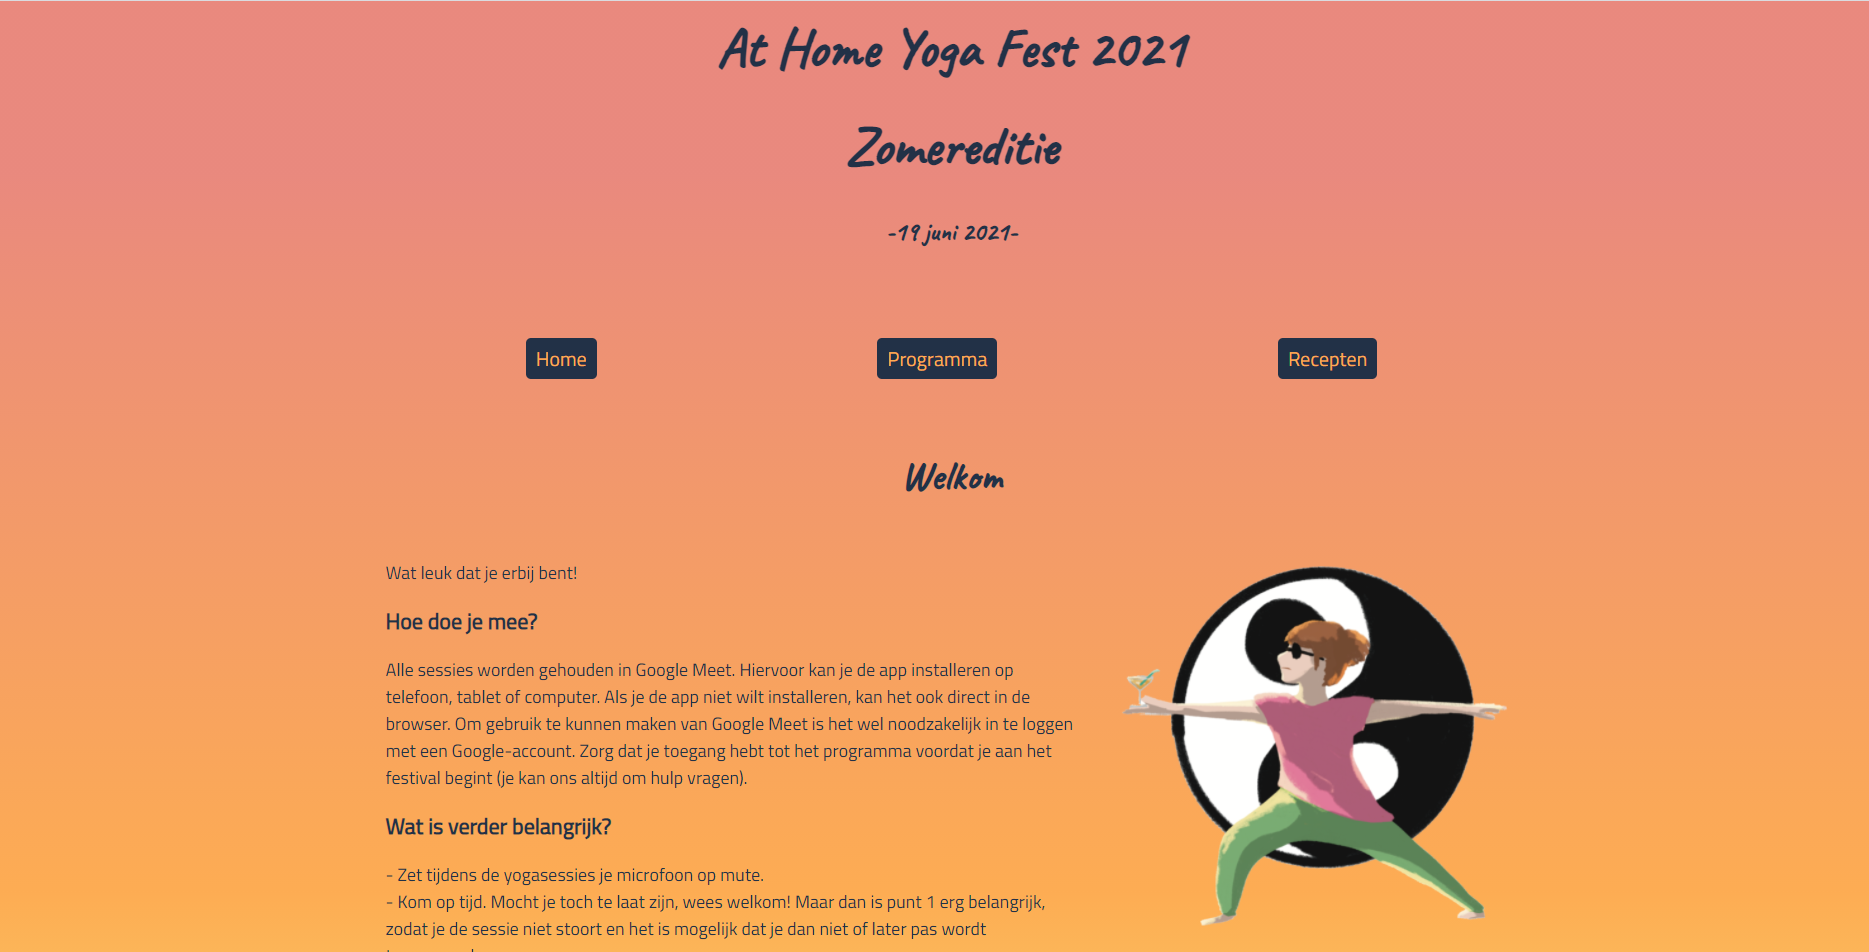 At Home Yoga Fest 2021
Zomereditie
-19 juni 2021-
Home
Programma
Recepten
Welkom
Wat leuk dat je erbij bent!
Hoe doe je mee?
Alle sessies worden gehouden in Google Meet. Hiervoor kan je de app installeren op
telefoon, tablet of computer. Als je de app niet wilt installeren, kan het ook direct in de
browser. Om gebruik te kunnen maken van Google Meet is het wel noodzakelijk in te loggen
met een Google-account. Zorg dat je toegang hebt tot het programma voordat je aan het
festival begint (je kan ons altijd om hulp vragen).
Wat is verder belangrijk?
- Zet tijdens de yogasessies je microfoon op mute.
- Kom op tijd. Mocht je toch te laat zijn, wees welkom! Maar dan is punt 1 erg belangrijk,
zodat je de sessie niet stoort en het is mogelijk dat je dan niet of later pas wordt